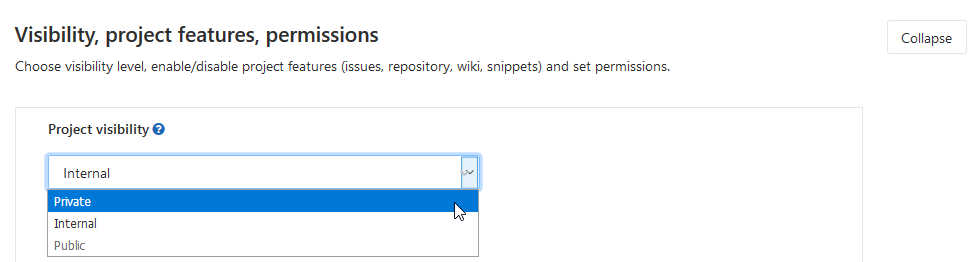 Visibility, project features, permissions
Collapse
Choose visibility level, enable/disable project features (issues, repository, wiki, snippets) and set permissions.
Project visibility ?
Internal
Private
Internal
Public